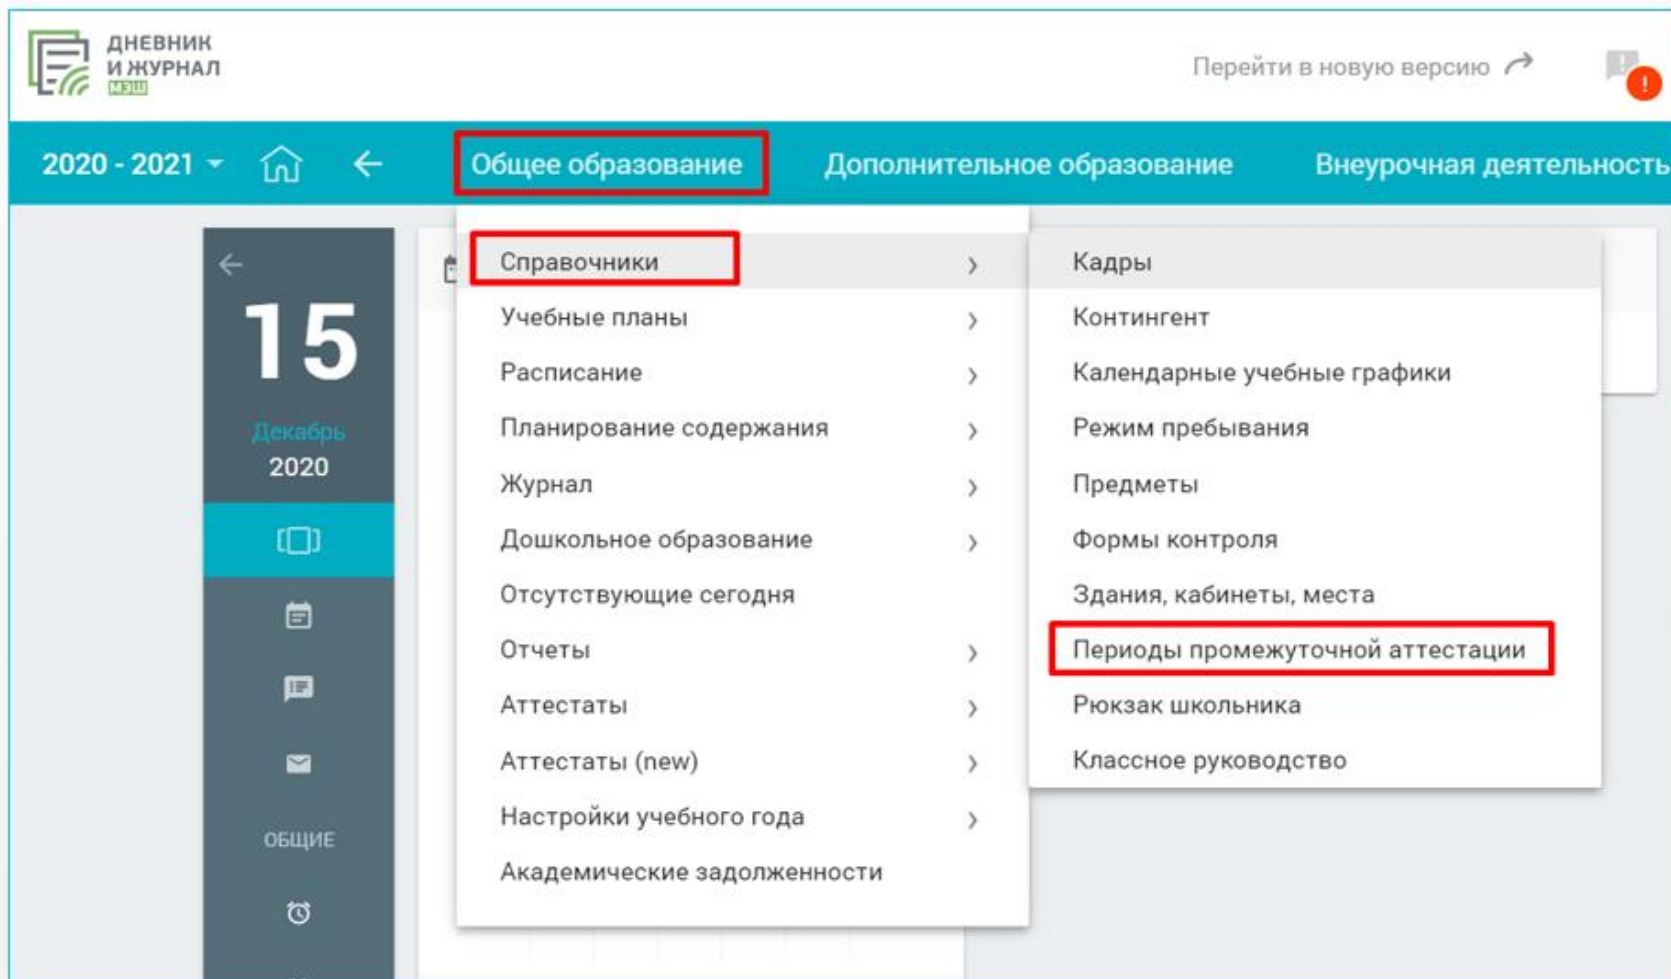 ДНЕВНИК
И ЖУРНАЛ
МЭШ
Перейти в новую версию
!
2020 - 2021
Общее образование
Дополнительное образование
Внеурочная деятельность
15
Декабрь
2020
ОБЩИЕ
Справочники
Учебные планы
Расписание
Планирование содержания
Журнал
Дошкольное образование
Отсутствующие сегодня
Отчеты
Аттестаты
Аттестаты (new)
Настройки учебного года
Академические задолженности
Кадры
Контингент
Календарные учебные графики
Режим пребывания
Предметы
Формы контроля
Здания, кабинеты, места
Периоды промежуточной аттестации
Рюкзак школьника
Классное руководство